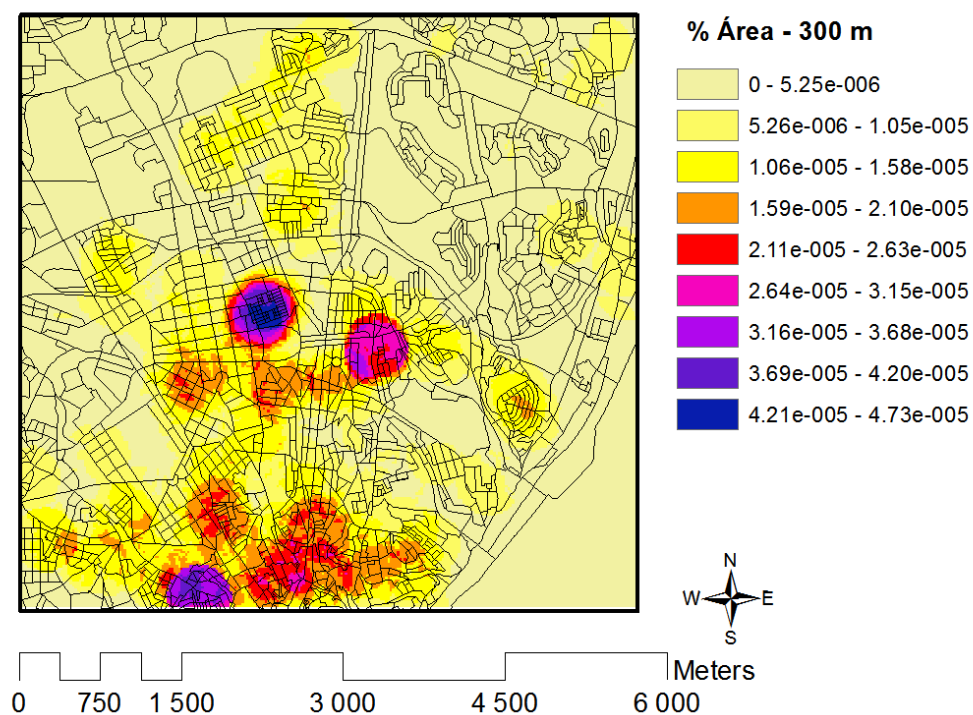 % Área - 300 m
0 - 5.25e-006
5.26e-006 - 1.05e-005
1.06e-005 - 1.58e-005
1.59e-005 - 2.10e-005
2.11e-005 - 2.63e-005
2.64e-005 - 3.15e-005
3.16e-005 - 3.68e-005
3.69e-005 - 4.20e-005
4.21e-005 - 4.73e-005
N
W E
S
Meters
0 750 1 500 3 000 4 500 6 000